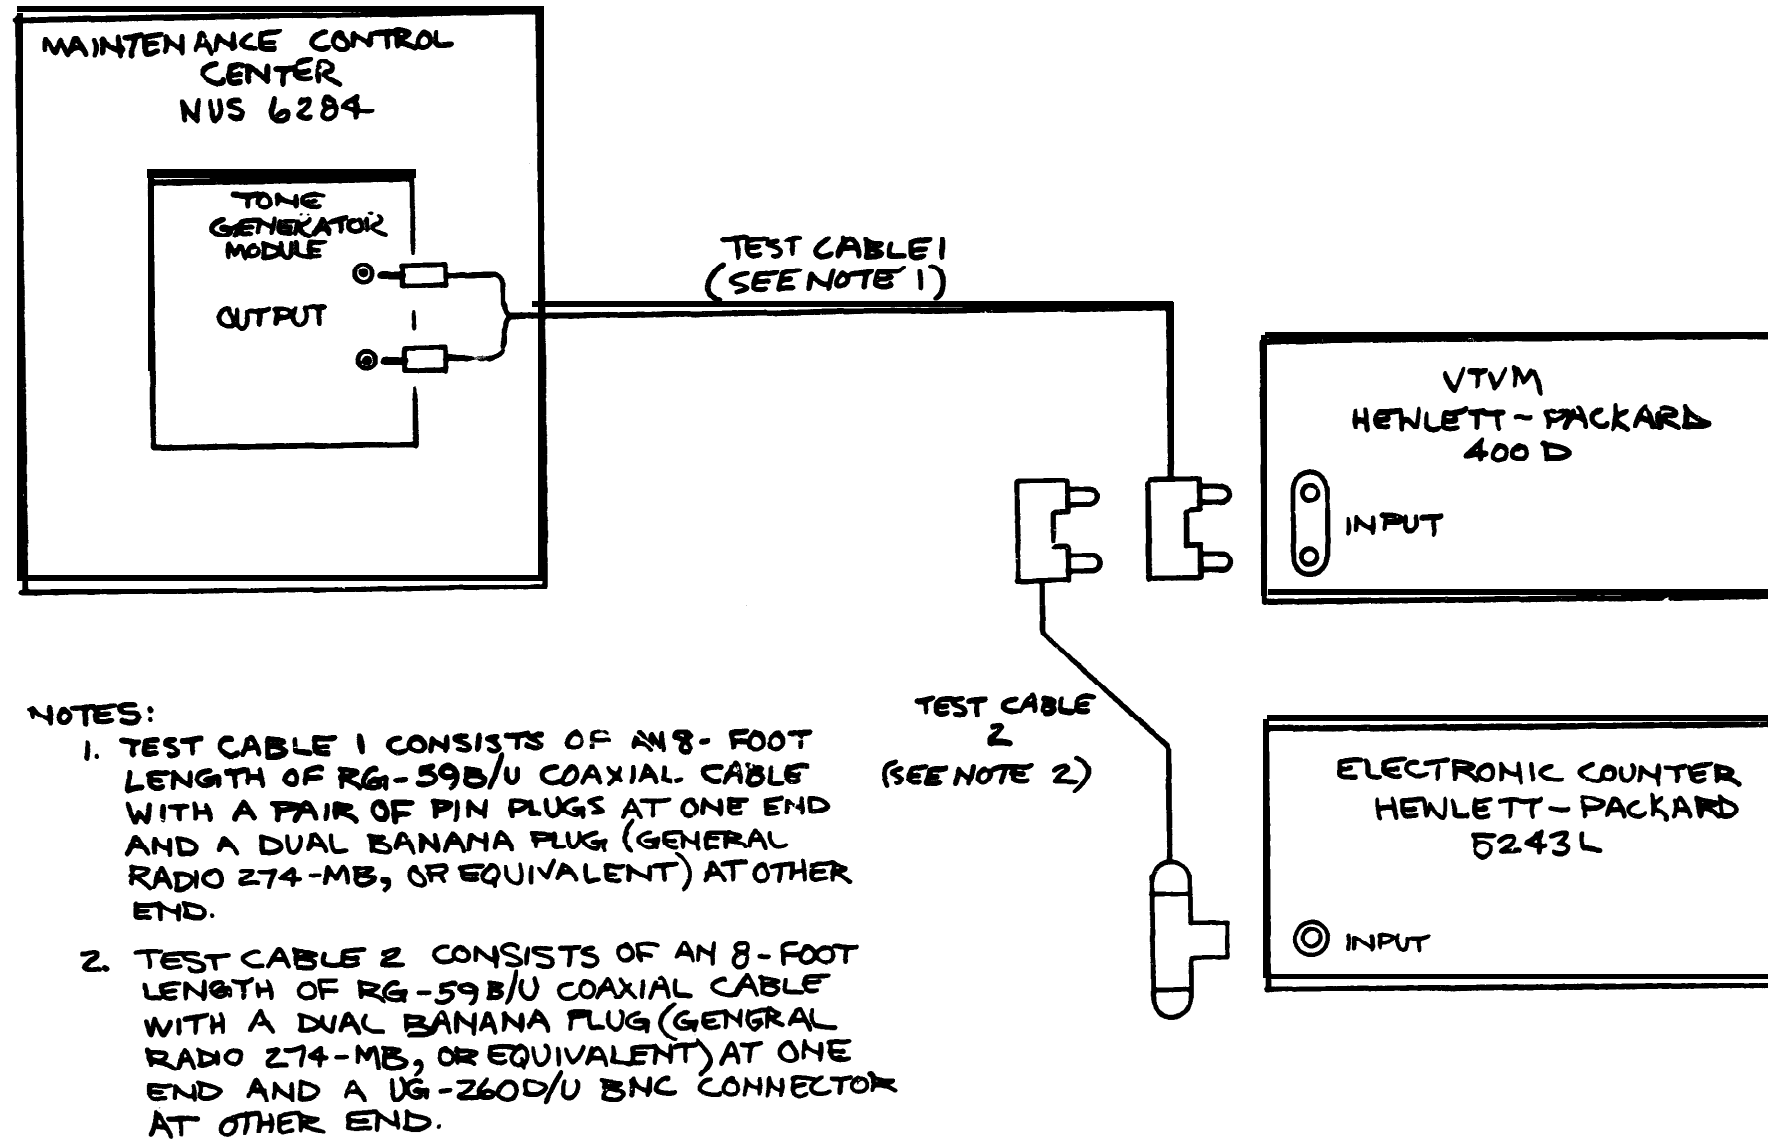 MAINTENANCE CONTROL
CENTER
NUS 6284
TONE
GENERATOR
MODULE
OUTPUT
TEST CABLE 1
(SEE NOTE 1)
VTVM
HEWLETT-PACKARD
400 D
INPUT
TEST CABLE
2
(SEE NOTE 2)
ELECTRONIC COUNTER
HEWLETT-PACKARD
5243L
INPUT
NOTES:
1. TEST CABLE 1 CONSISTS OF AN 8-FOOT
LENGTH OF RG-59B/U COAXIAL CABLE
WITH A PAIR OF PIN PLUGS AT ONE END
AND A DUAL BANANA PLUG (GENERAL
RADIO 274-MB, OR EQUIVALENT) AT OTHER
END.
2. TEST CABLE 2 CONSISTS OF AN 8-FOOT
LENGTH OF RG-59B/U COAXIAL CABLE
WITH A DUAL BANANA PLUG (GENERAL
RADIO 274-MB, OR EQUIVALENT) AT ONE
END AND A UG-260D/U BNC CONNECTOR
AT OTHER END.